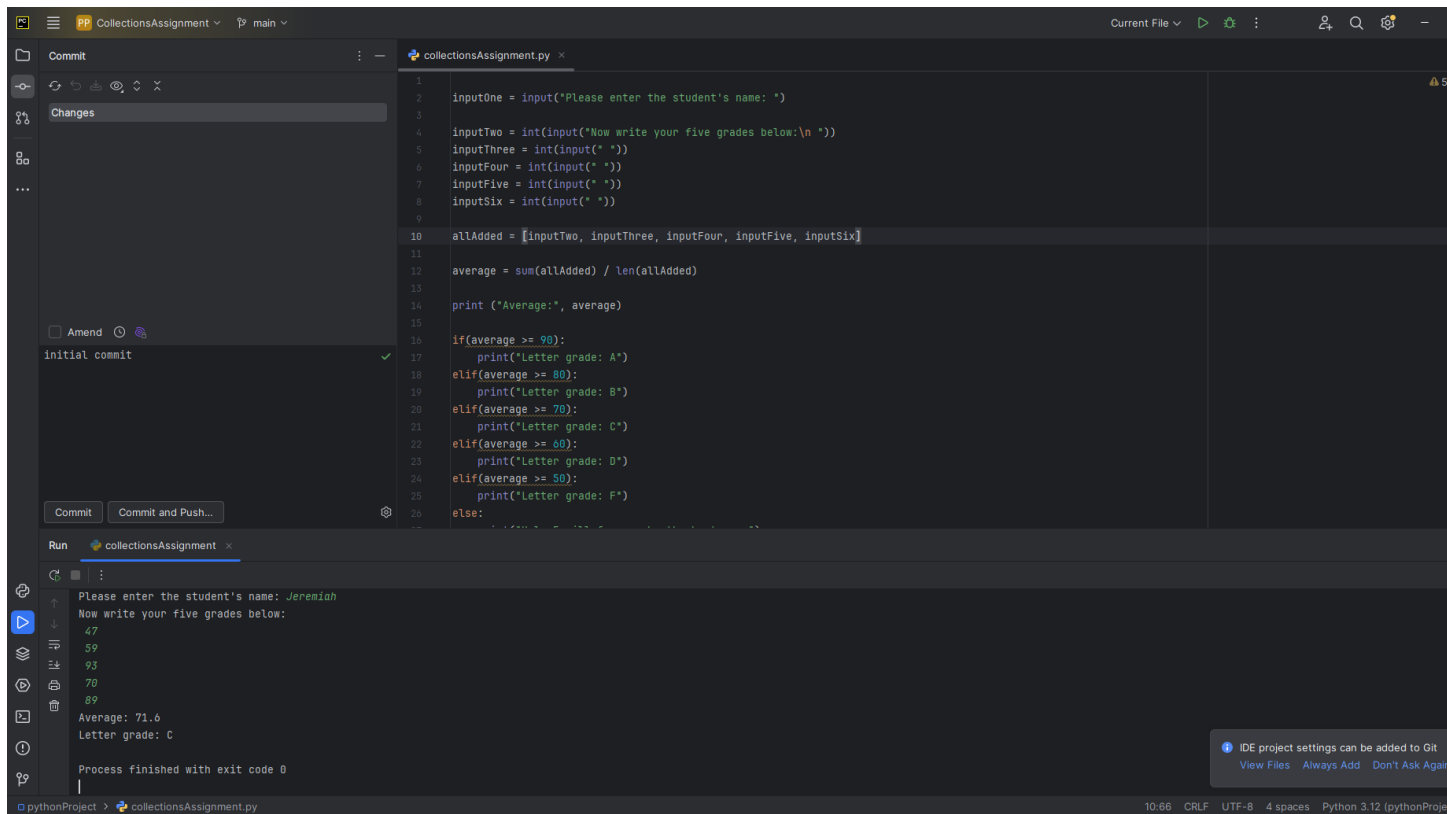 PC
PP CollectionsAssignment main Current File
Commit
collectionsAssignment.py
Changes
Amend
initial commit
Commit Commit and Push...
5
1
2 inputOne = input("Please enter the student's name: ")
3
4 inputTwo = int(input("Now write your five grades below:\n "))
5 inputThree = int(input(" "))
6 inputFour = int(input(" "))
7 inputFive = int(input(" "))
8 inputSix = int(input(" "))
9
10 allAdded = [inputTwo, inputThree, inputFour, inputFive, inputSix]
11
12 average = sum(allAdded) / len(allAdded)
13
14 print ("Average:", average)
15
16 if(average >= 90):
17 print("Letter grade: A")
18 elif(average >= 80):
19 print("Letter grade: B")
20 elif(average >= 70):
21 print("Letter grade: C")
22 elif(average >= 60):
23 print("Letter grade: D")
24 elif(average >= 50):
25 print("Letter grade: F")
26 else:
Run collectionsAssignment
Please enter the student's name: Jeremiah
Now write your five grades below:
47
59
93
70
89
Average: 71.6
Letter grade: C
Process finished with exit code 0
IDE project settings can be added to Git
View Files Always Add Don't Ask Again
pythonProject > collectionsAssignment.py 10:66 CRLF UTF-8 4 spaces Python 3.12 (pythonProje